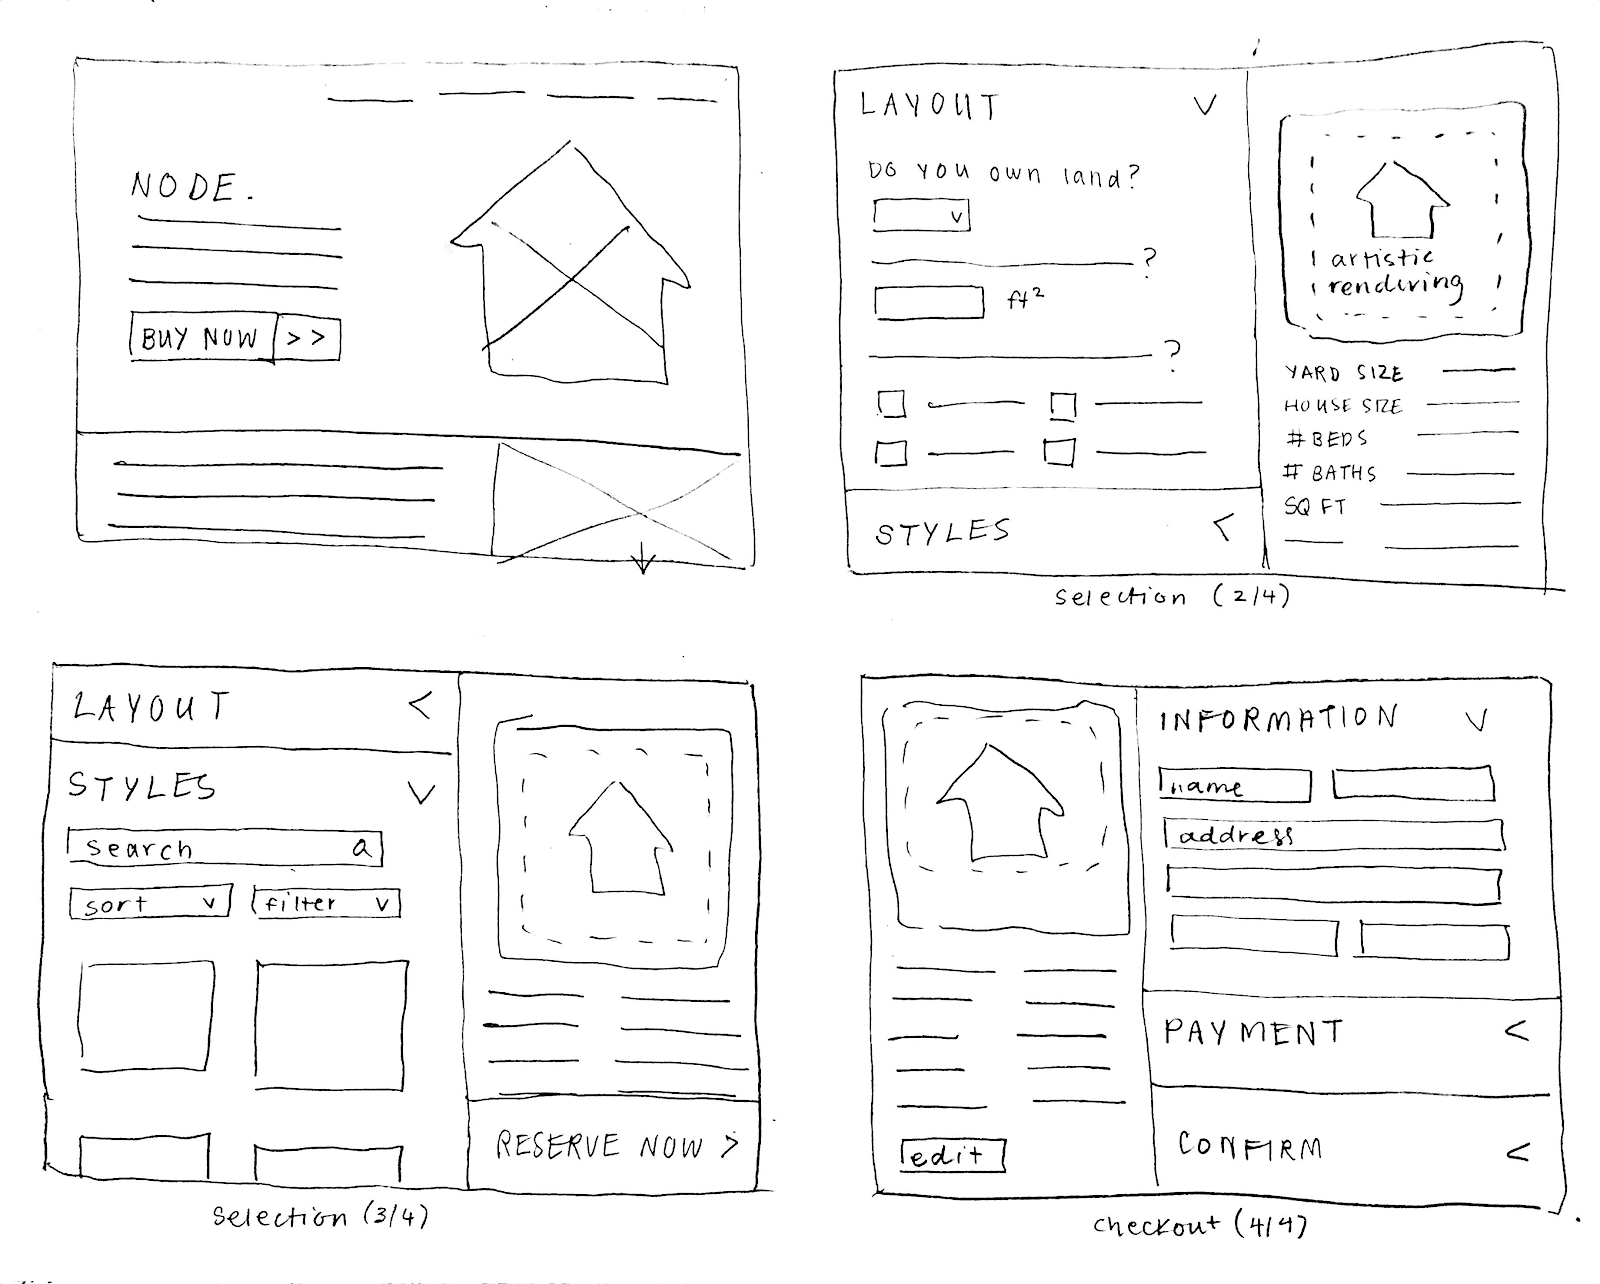 NODE.
BUY NOW >>
LAYOUT V
DO YOU own land?
v
?
ft²
?
STYLES <
artistic
rendering
YARD SIZE
HOUSE SIZE
# BEDS
# BATHS
SQ FT
selection (2/4)
LAYOUT <
STYLES V
search
sort v filter v
RESERVE NOW >
selection (3/4)
edit
INFORMATION V
name
address
PAYMENT <
CONFIRM <
checkout (4/4)